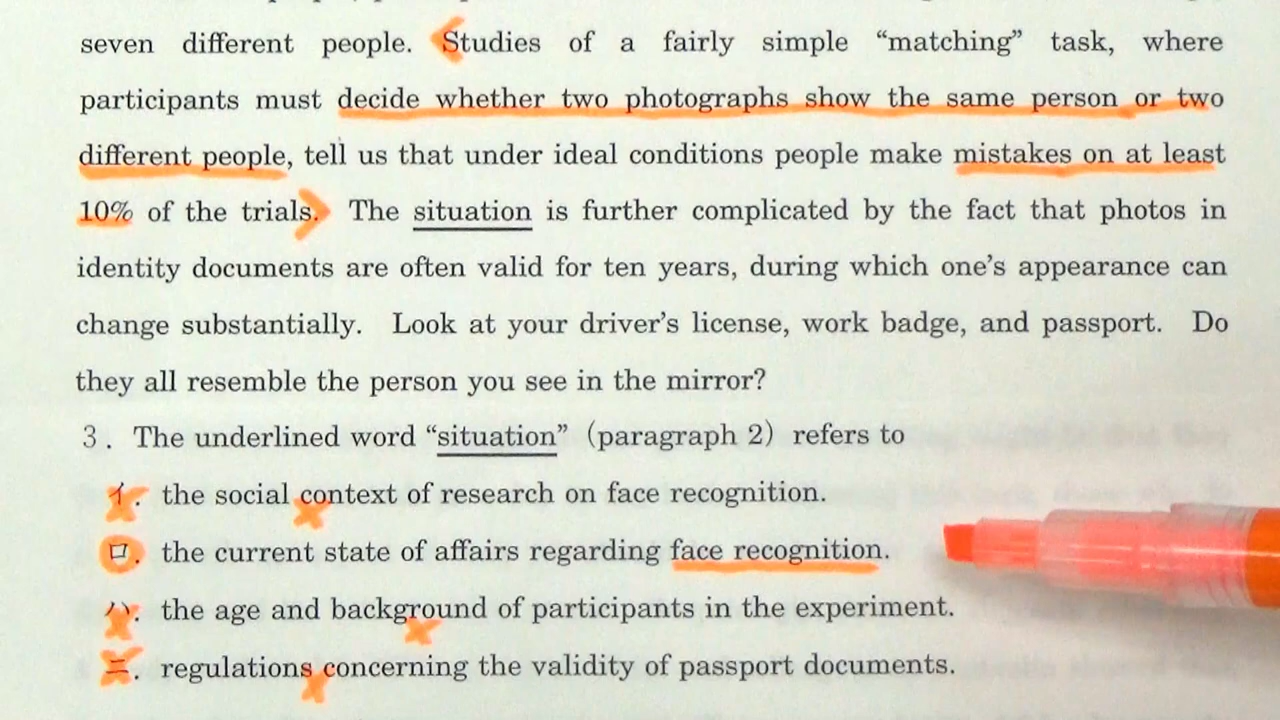 seven different people. Studies of a fairly simple “matching” task, where
participants must decide whether two photographs show the same person or two
different people, tell us that under ideal conditions people make mistakes on at least
10% of the trials. The situation is further complicated by the fact that photos in
identity documents are often valid for ten years, during which one’s appearance can
change substantially. Look at your driver’s license, work badge, and passport. Do
they all resemble the person you see in the mirror?
3. The underlined word “situation” (paragraph 2) refers to
イ. the social context of research on face recognition.
ロ. the current state of affairs regarding face recognition.
ハ. the age and background of participants in the experiment.
ニ. regulations concerning the validity of passport documents.